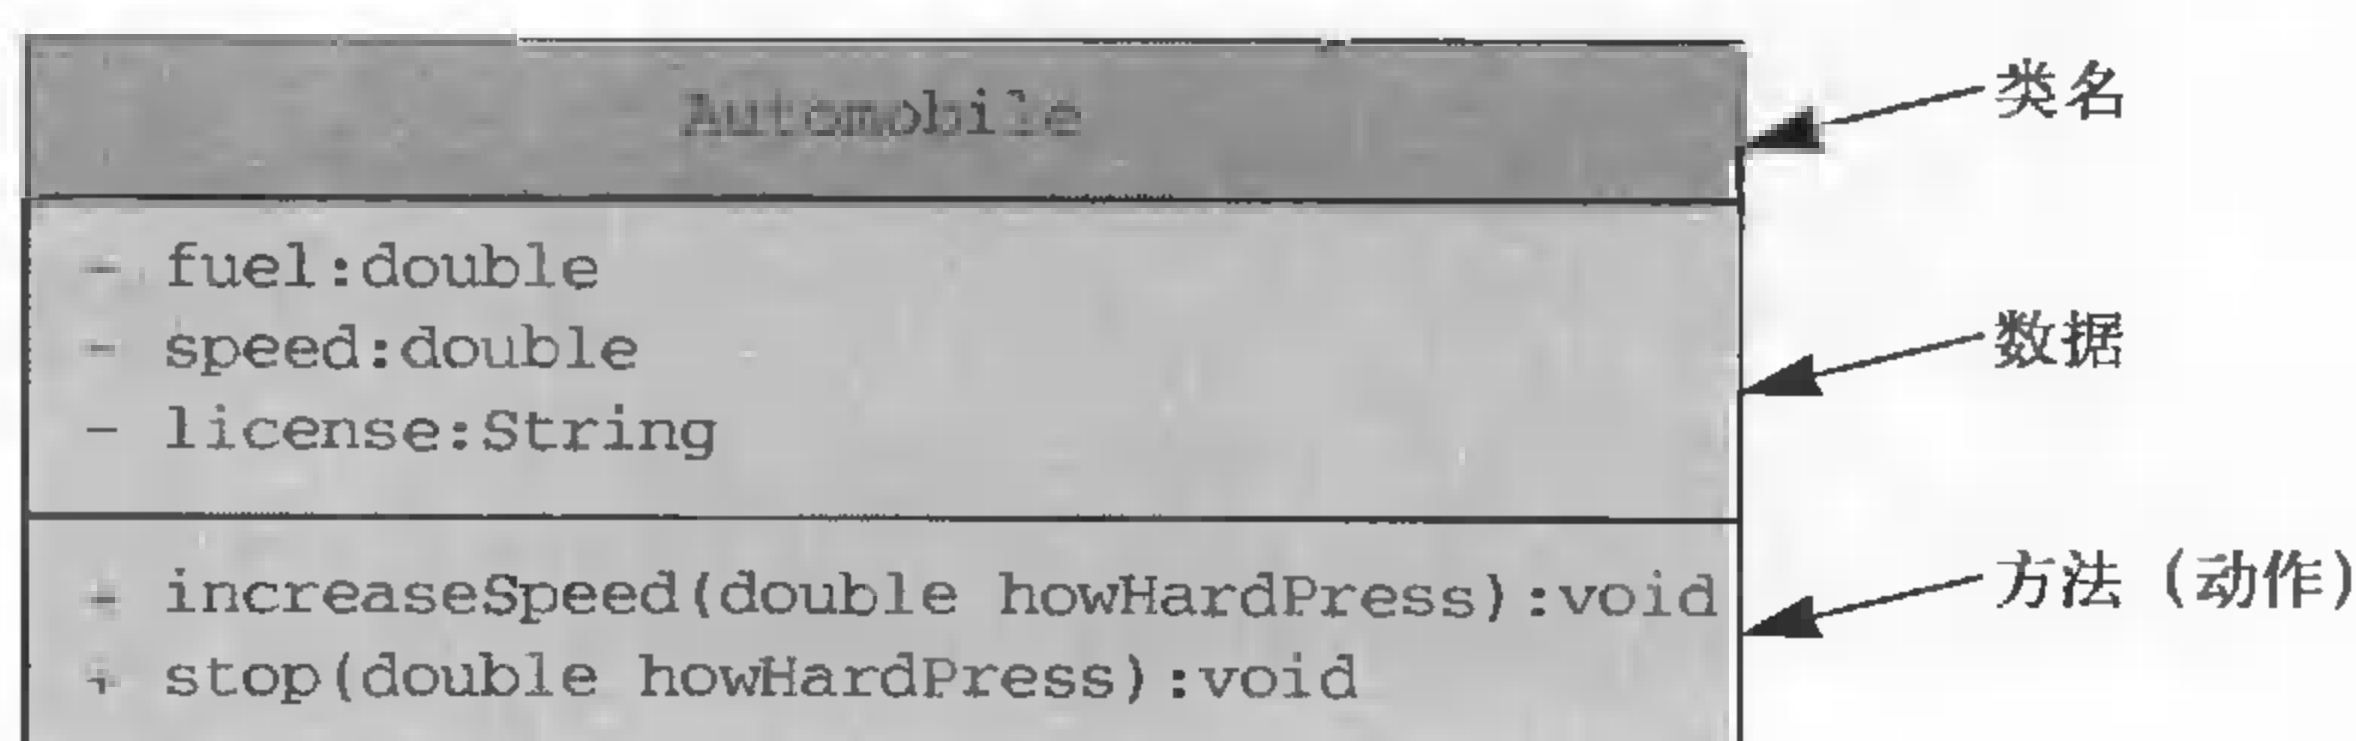 Automobile
类名
- fuel:double
- speed:double
- license:String
数据
+ increaseSpeed(double howHardPress):void
+ stop(double howHardPress):void
方法（动作）